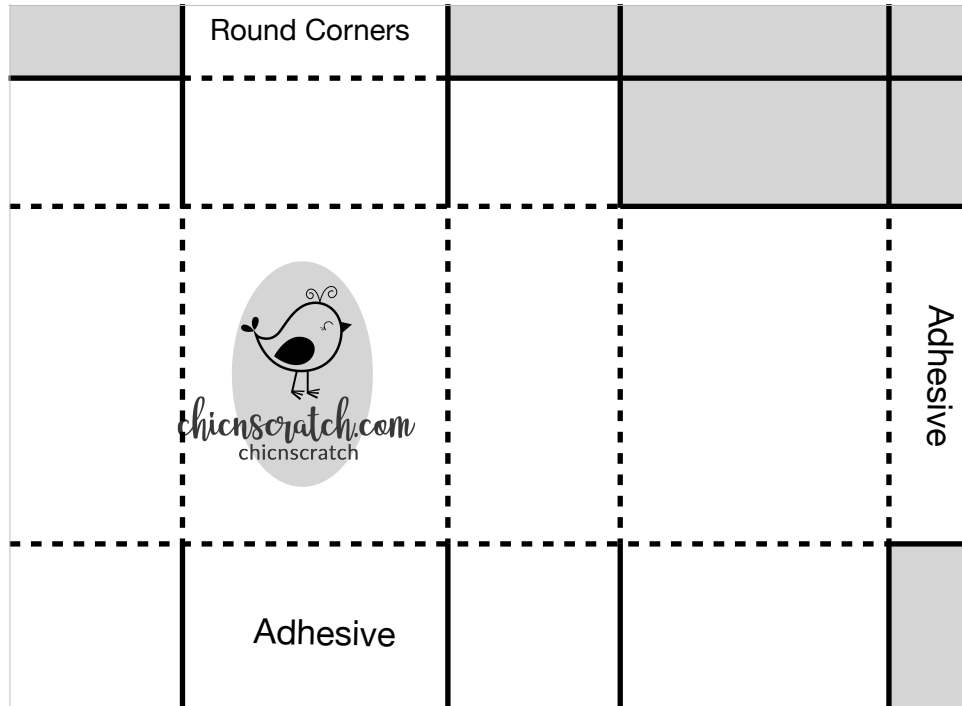 Round Corners
Adhesive
chicnscratch.com
chicnscratch
Adhesive